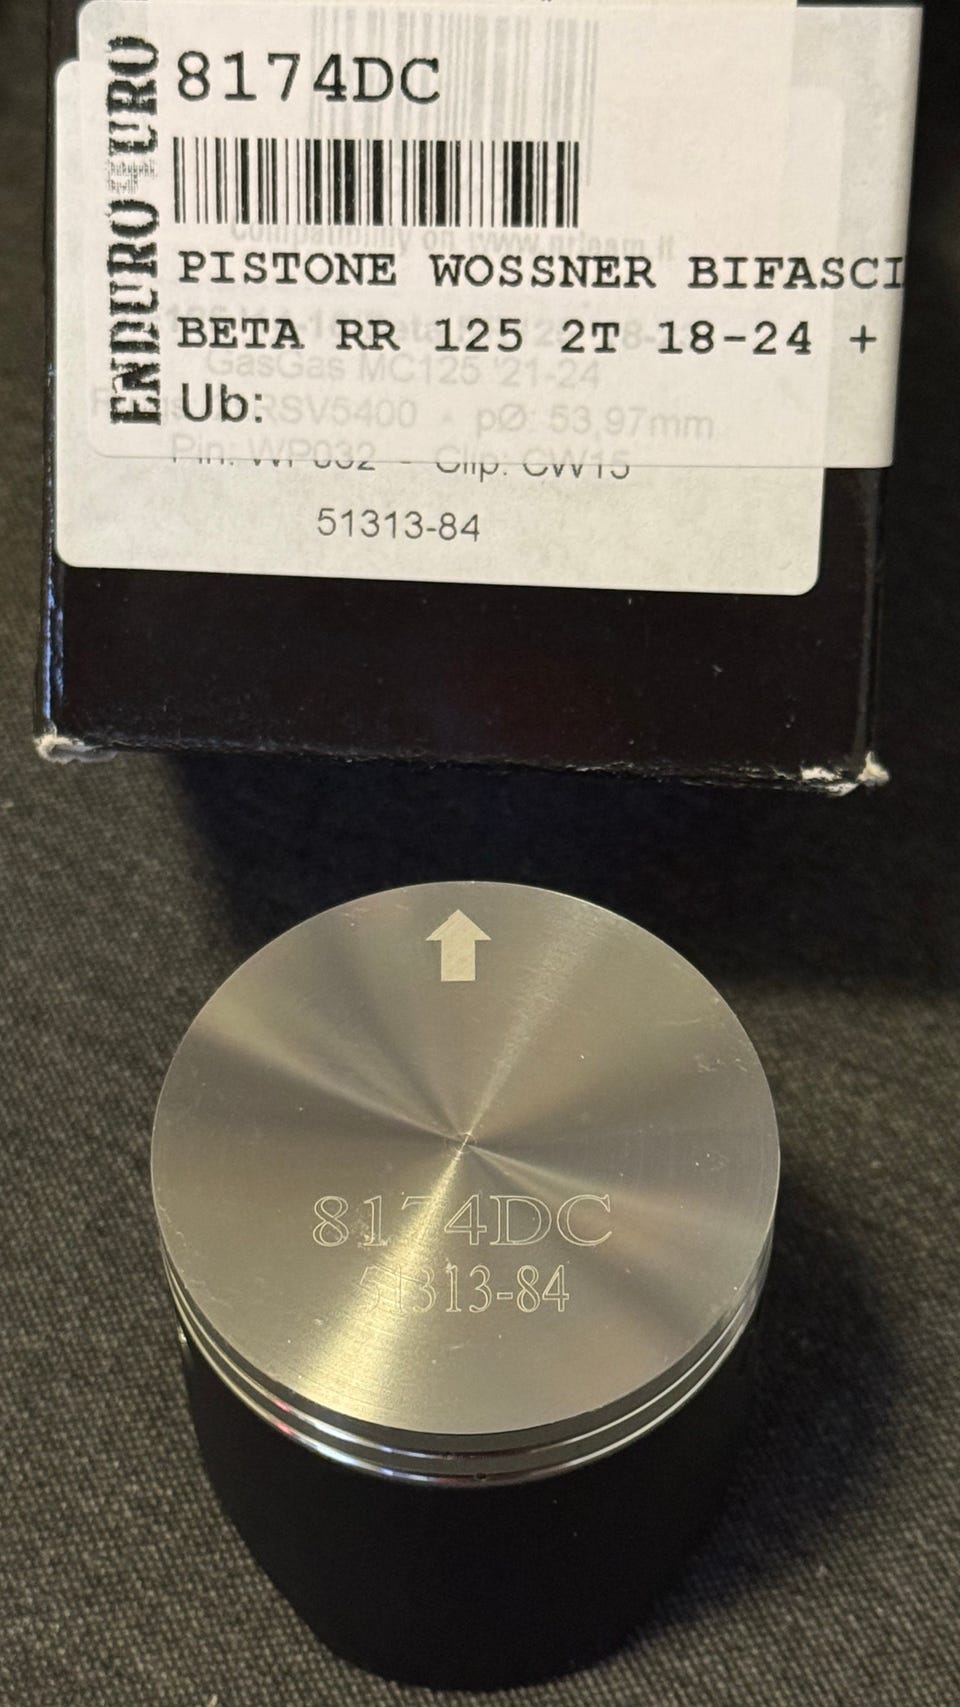 ENDURO EURO
8174DC
PISTONE WOSSNER BIFASCI
BETA RR 125 2T 18-24 +
Ub:
GasGas MC125 '21-24
RSV5400 - pØ: 53,97mm
Pin: WP032 - Clip: CW15
51313-84
8174DC
51313-84